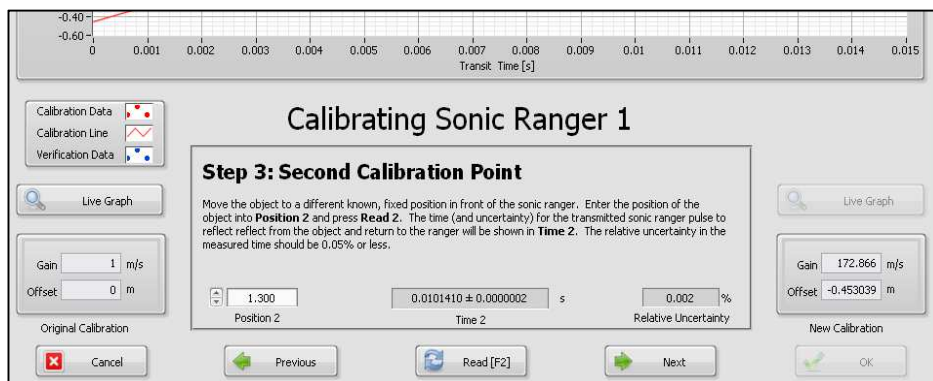 -0.40
-0.60
0 0.001 0.002 0.003 0.004 0.005 0.006 0.007 0.008 0.009 0.01 0.011 0.012 0.013 0.014 0.015
Transit Time [s]
Calibration Data
Calibration Line
Verification Data
Calibrating Sonic Ranger 1
Live Graph
Step 3: Second Calibration Point
Move the object to a different known, fixed position in front of the sonic ranger. Enter the position of the
object into Position 2 and press Read 2. The time (and uncertainty) for the transmitted sonic ranger pulse to
reflect reflect from the object and return to the ranger will be shown in Time 2. The relative uncertainty in the
measured time should be 0.05% or less.
Live Graph
Gain 1 m/s
Offset 0 m
Original Calibration
1.300
Position 2
0.0101410 ± 0.0000002 s
Time 2
0.002 %
Relative Uncertainty
Gain 172.866 m/s
Offset -0.453039 m
New Calibration
Cancel
Previous
Read [F2]
Next
OK